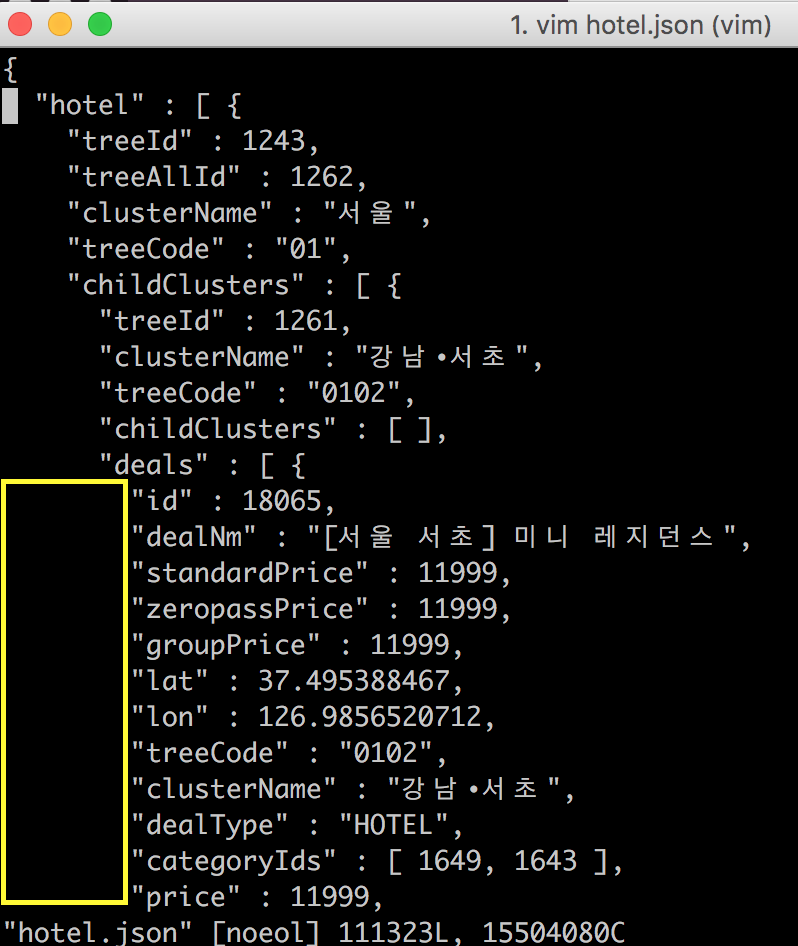 1. vim hotel.json (vim)
{
"hotel" : [ {
"treeId" : 1243,
"treeAllId" : 1262,
"clusterName" : "서울",
"treeCode" : "01",
"childClusters" : [ {
"treeId" : 1261,
"clusterName" : "강남•서초",
"treeCode" : "0102",
"childClusters" : [ ],
"deals" : [ {
"id" : 18065,
"dealNm" : "[서울 서초] 미니 레지던스",
"standardPrice" : 11999,
"zeropassPrice" : 11999,
"groupPrice" : 11999,
"lat" : 37.495388467,
"lon" : 126.9856520712,
"treeCode" : "0102",
"clusterName" : "강남•서초",
"dealType" : "HOTEL",
"categoryIds" : [ 1649, 1643 ],
"price" : 11999,
"hotel.json" [noeol] 111323L, 15504080C